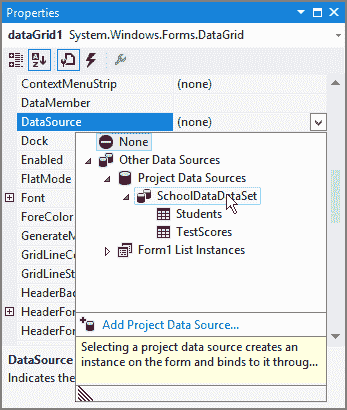 Properties
dataGrid1 System.Windows.Forms.DataGrid
ContextMenuStrip (none)
DataMember
DataSource (none)
Dock
None
Enabled
Other Data Sources
FlatMode
Project Data Sources
Font
SchoolDataDataSet
ForeColor
Students
GenerateM
TestScores
GridLineCo
Form1 List Instances
GridLineSt
HeaderBac
HeaderFor
HeaderFor
Add Project Data Source...
Selecting a project data source creates an
instance on the form and binds to it throug...
DataSource
Indicates the